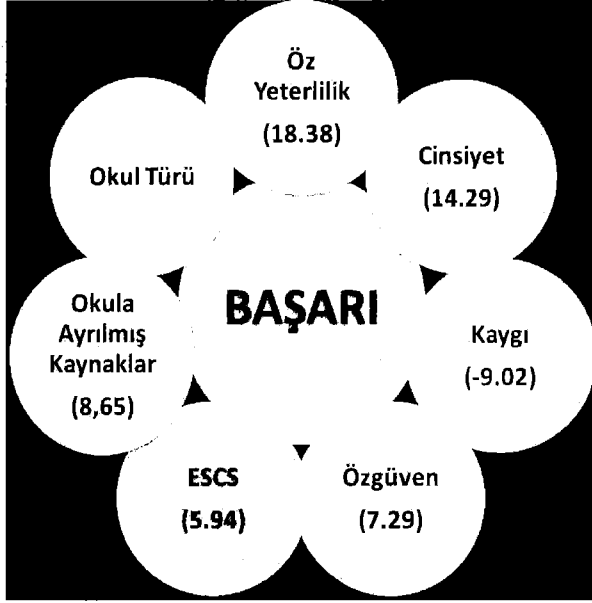 Öz
Yeterlilik
(18.38)
Cinsiyet
(14.29)
Kaygı
(-9.02)
Özgüven
(7.29)
ESCS
(5.94)
Okula
Ayrılmış
Kaynaklar
(8,65)
Okul Türü
BAŞARI